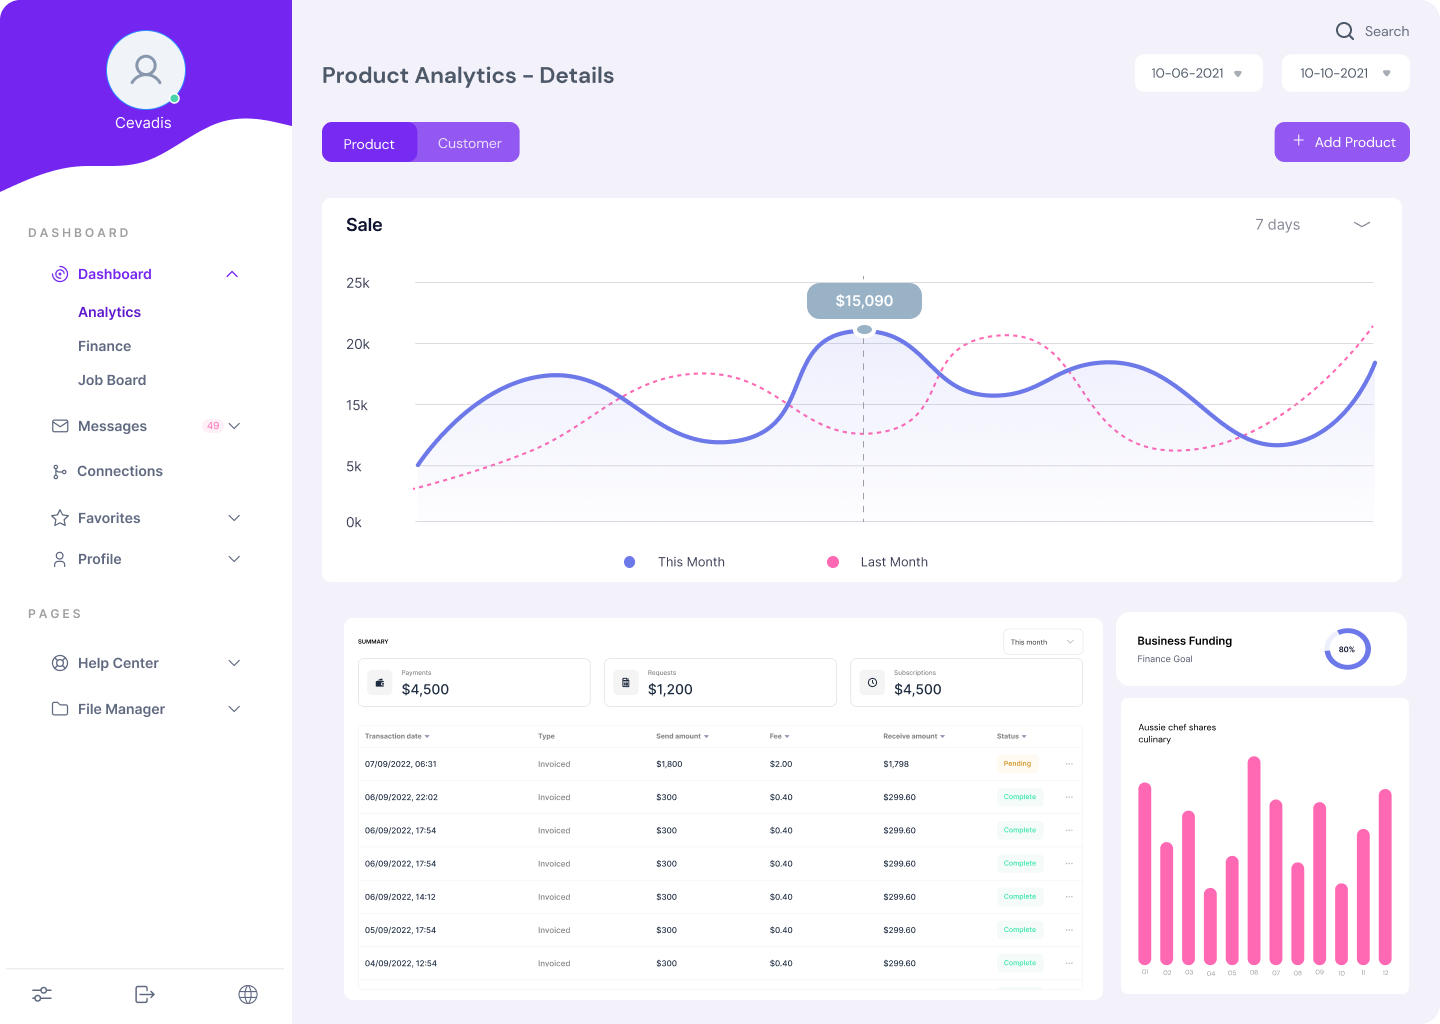 Cevadis
DASHBOARD
Dashboard
Analytics
Finance
Job Board
Messages 49
Connections
Favorites
Profile
PAGES
Help Center
File Manager
Search
Product Analytics – Details
10-06-2021
10-10-2021
Product Customer
+ Add Product
Sale
7 days
25k
20k
15k
5k
0k
$15,090
This Month Last Month
SUMMARY
This month
Payments
$4,500
Requests
$1,200
Subscriptions
$4,500
Transaction date Type Send amount Fee Receive amount Status
07/09/2022, 06:31 Invoiced $1,800 $2.00 $1,798 Pending ...
06/09/2022, 22:02 Invoiced $300 $0.40 $299.60 Complete ...
06/09/2022, 17:54 Invoiced $300 $0.40 $299.60 Complete ...
06/09/2022, 17:54 Invoiced $300 $0.40 $299.60 Complete ...
06/09/2022, 14:12 Invoiced $300 $0.40 $299.60 Complete ...
05/09/2022, 17:54 Invoiced $300 $0.40 $299.60 Complete ...
04/09/2022, 12:54 Invoiced $300 $0.40 $299.60 Complete ...
Business Funding
Finance Goal
80%
Aussie chef shares
culinary
01 02 03 04 05 06 07 08 09 10 11 12